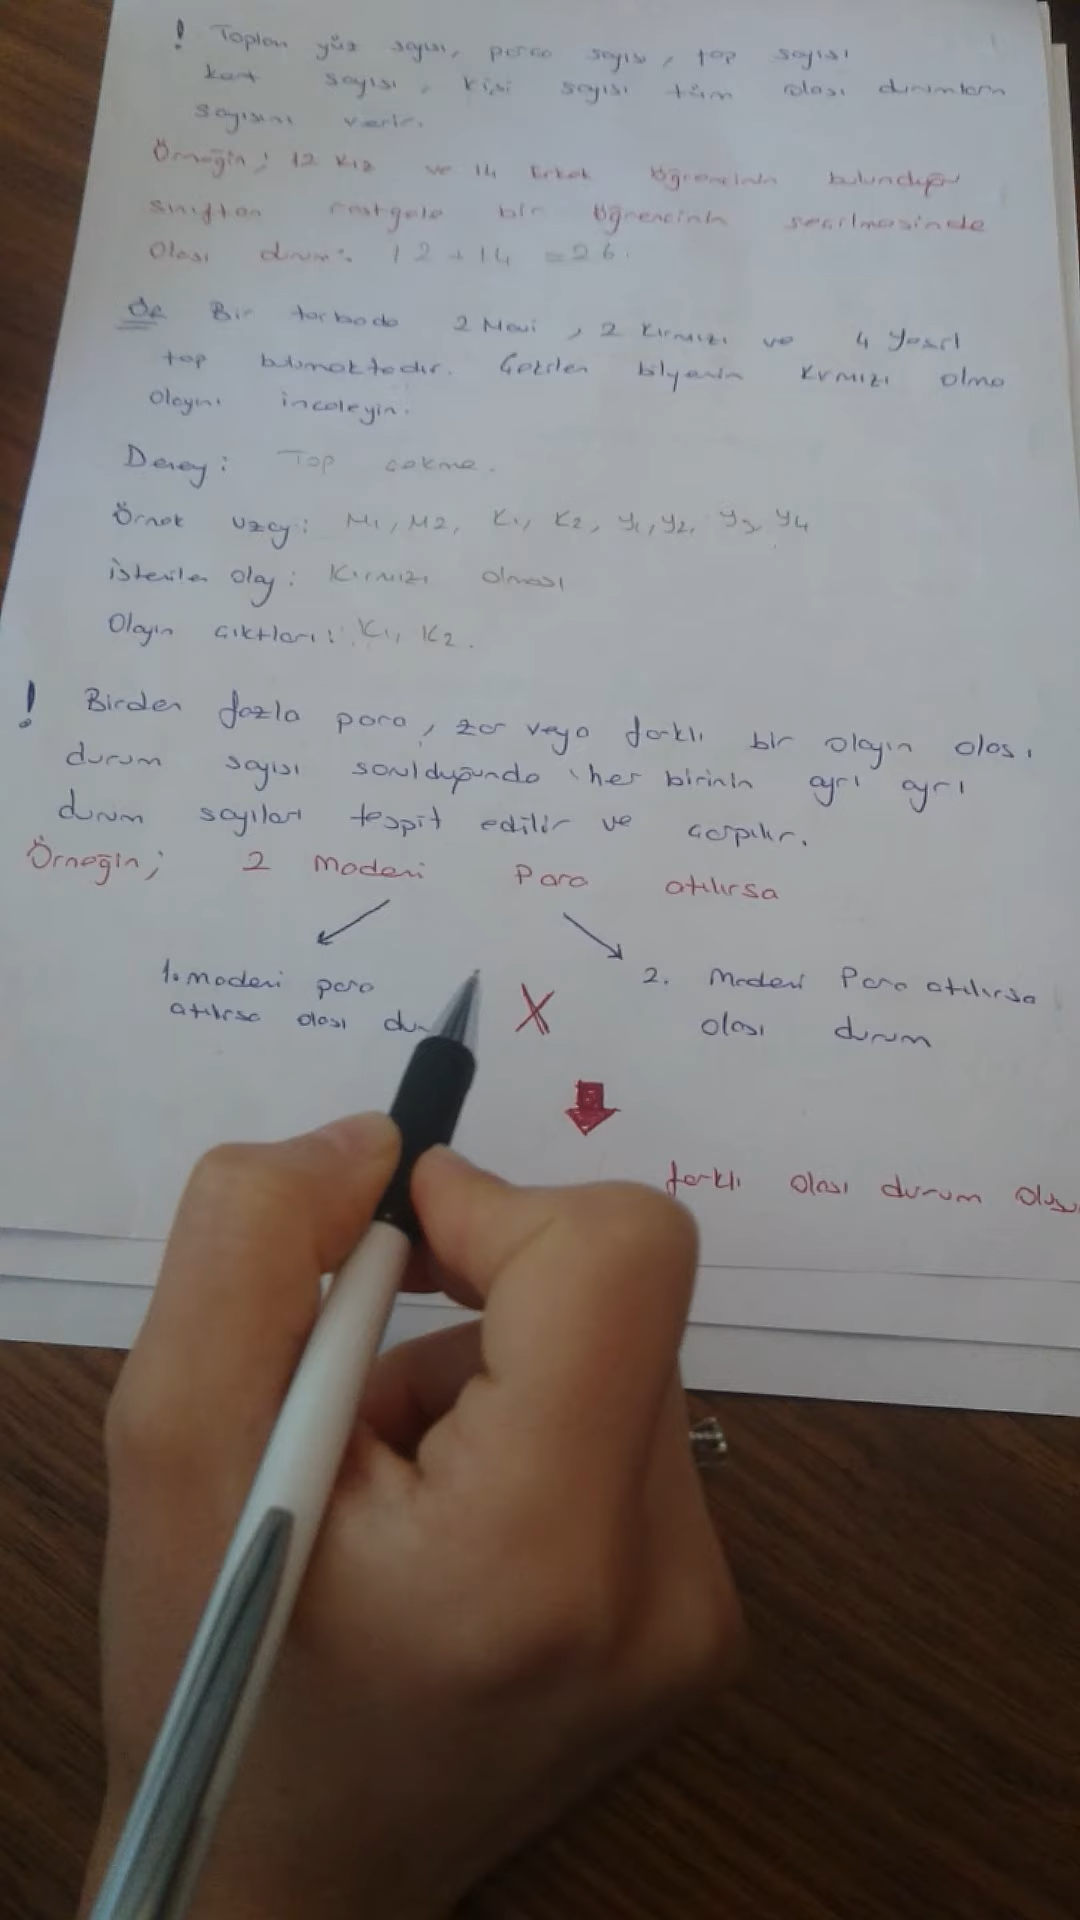 ! Toplam yüz sayısı, para sayısı, top sayısı
kart sayısı, kişi sayısı tüm olası durumların
sayısını verir.
Örneğin; 12 kız ve 14 Erkek öğrencinin bulunduğu
sınıftan rastgele bir öğrencinin seçilmesinde
Olası durum: 12 + 14 = 26.
Ör Bir torbada 2 Mavi, 2 Kırmızı ve 4 Yeşil
top bulunmaktadır. Çekilen bilyenin kırmızı olma
olayını inceleyin.
Deney: Top çekme.
Örnek uzay: M1, M2, K1, K2, Y1, Y2, Y3, Y4
istenilen olay: Kırmızı olması
Olayın çıktıları: K1, K2.
! Birden fazla para, zar veya farklı bir olayın olası
durum sayısı sorulduğunda her birinin ayrı ayrı
durum sayıları tespit edilir ve çarpılır.
Örneğin; 2 Madeni Para atılırsa
1. madeni para
atılırsa olası du
X
2. Madeni Para atılırsa
olası durum
farklı olası durum oluşu